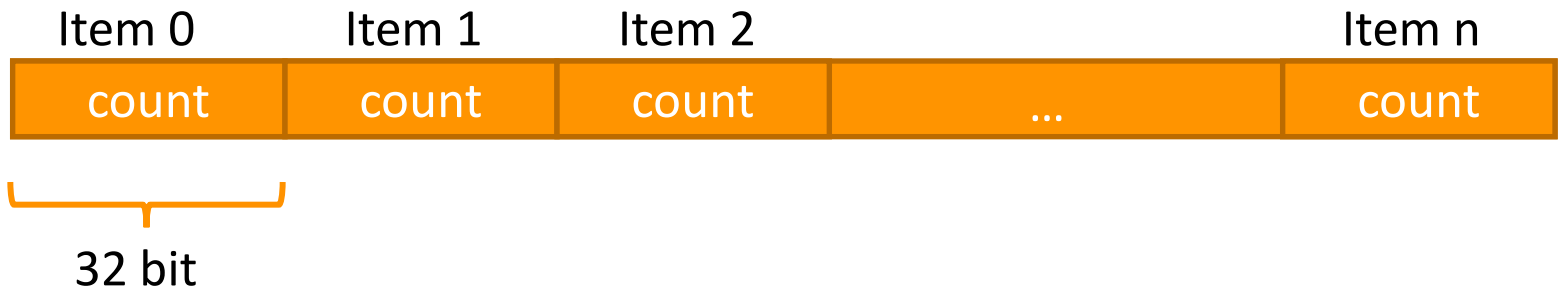 Item 0 Item 1 Item 2 Item n
count count count ... count
32 bit